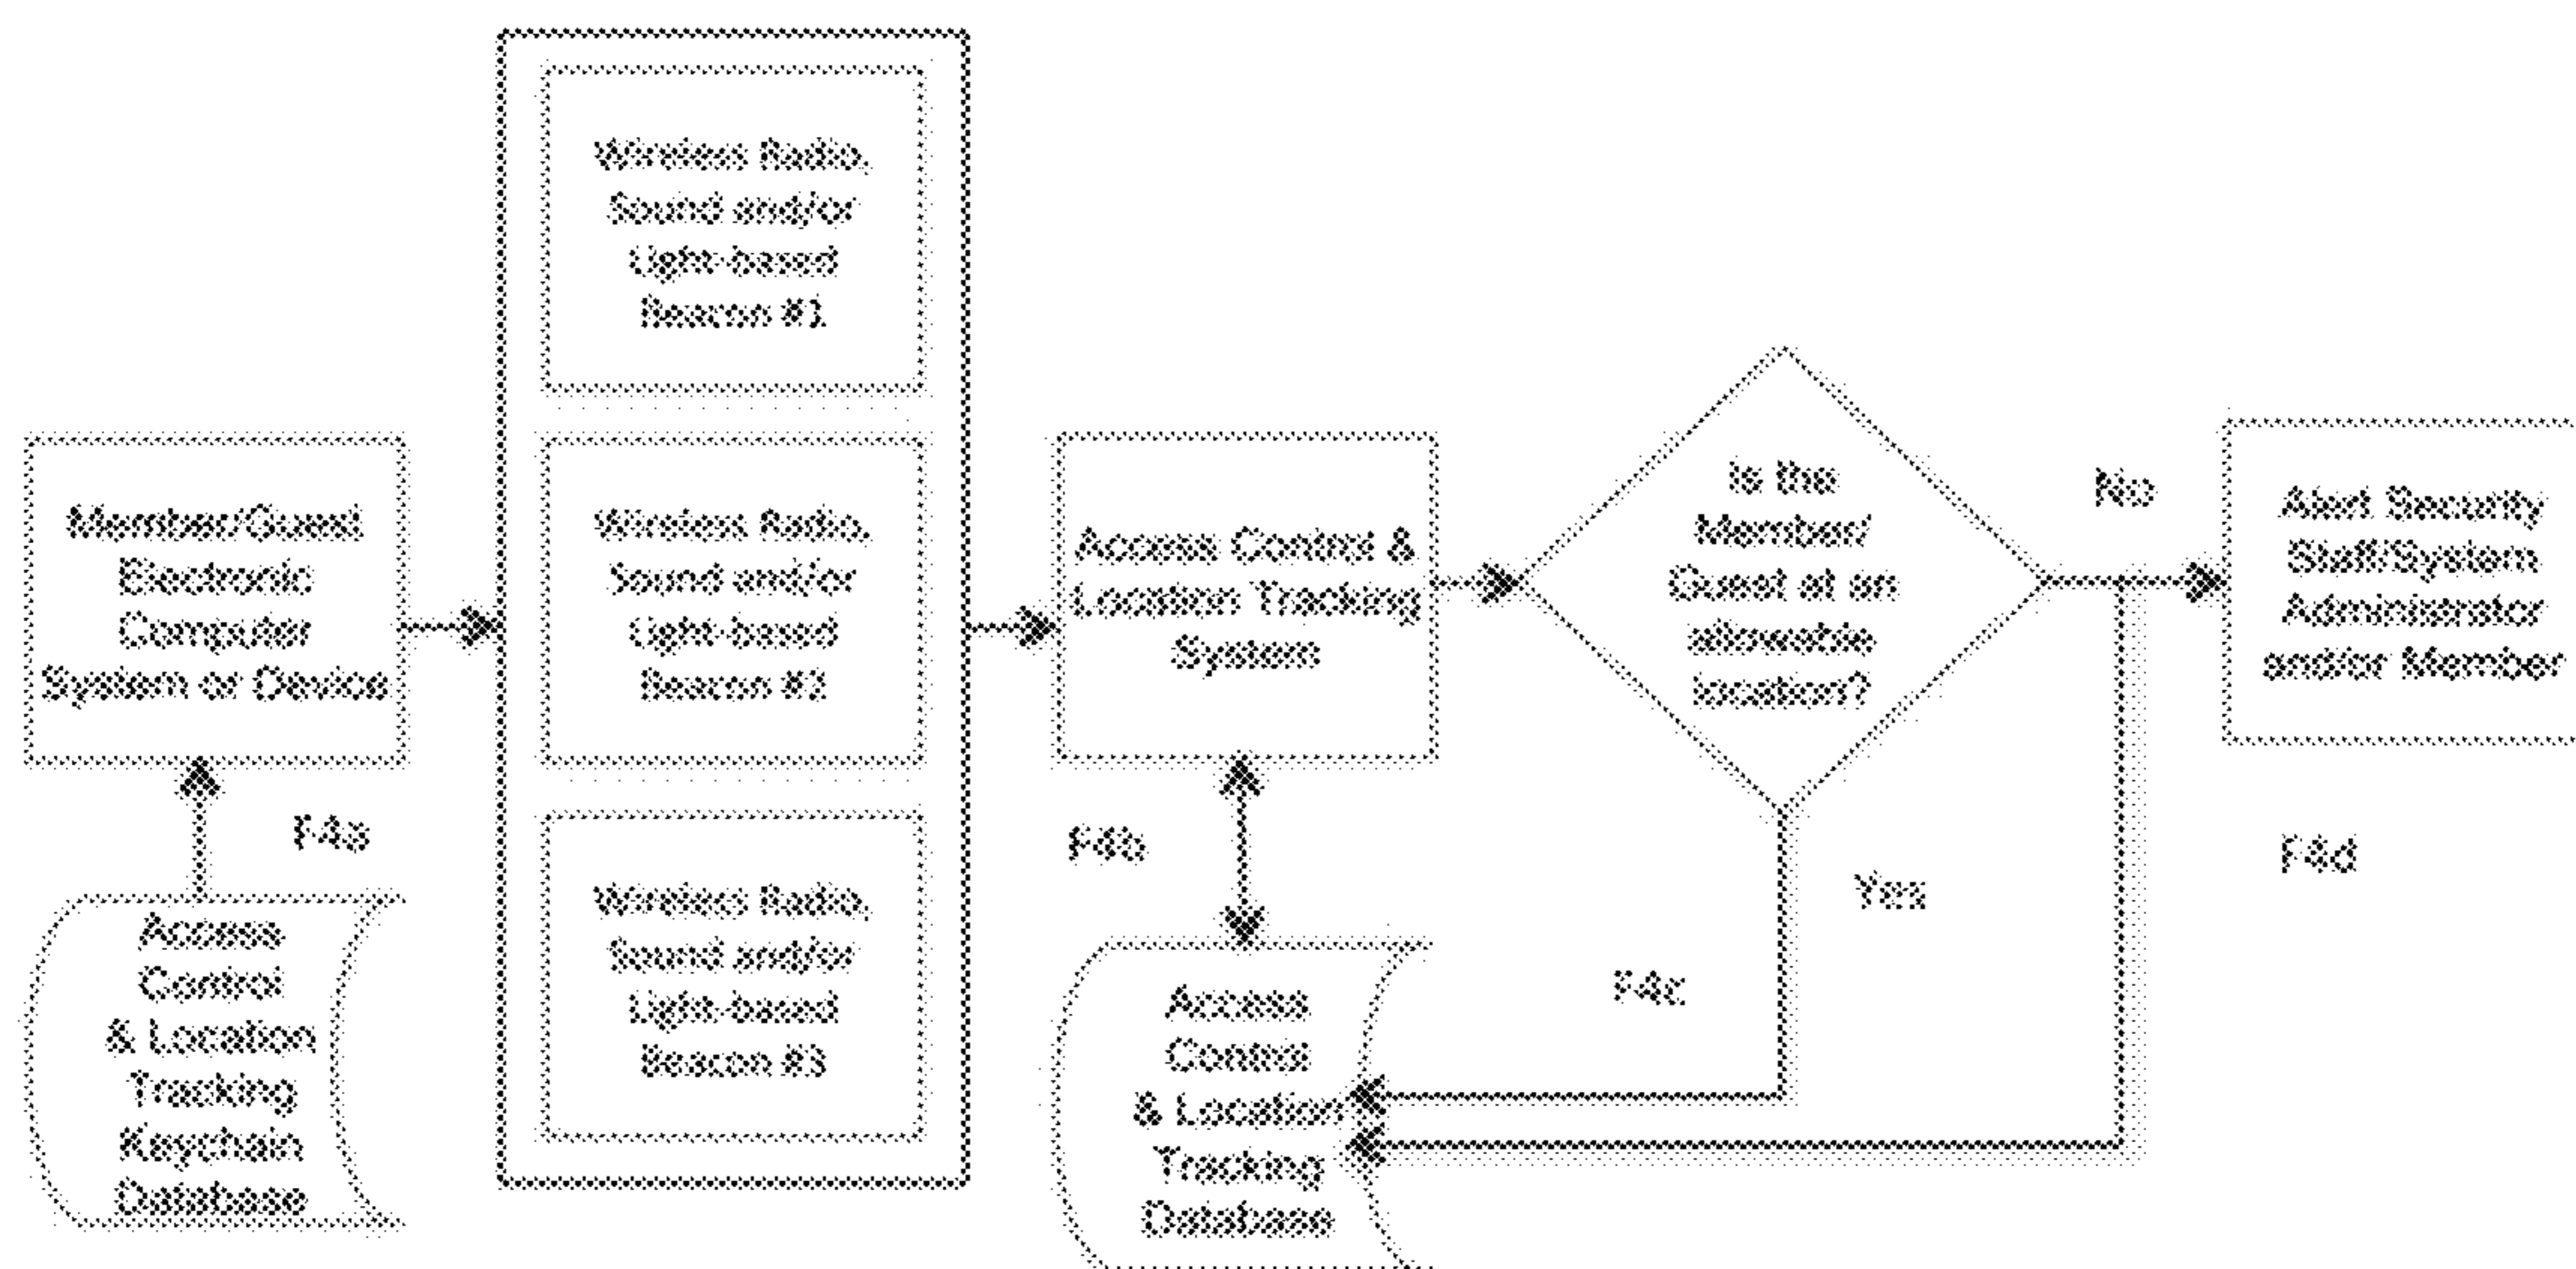 Wireless Radio,
Sound and/or
Light-based
Beacon #1
Member/Guest
Electronic
Computer
System or Device
Wireless Radio,
Sound and/or
Light-based
Beacon #2
Access Control &
Location Tracking
System
Is the
Member/
Guest at an
allowable
location?
No
Alert Security
Staff/System
Administrator
and/or Member
F4a
F4b
F4d
Yes
Wireless Radio,
Sound and/or
Light-based
Beacon #3
F4c
Access
Control
& Location
Tracking
Keychain
Database
Access
Control
& Location
Tracking
Database